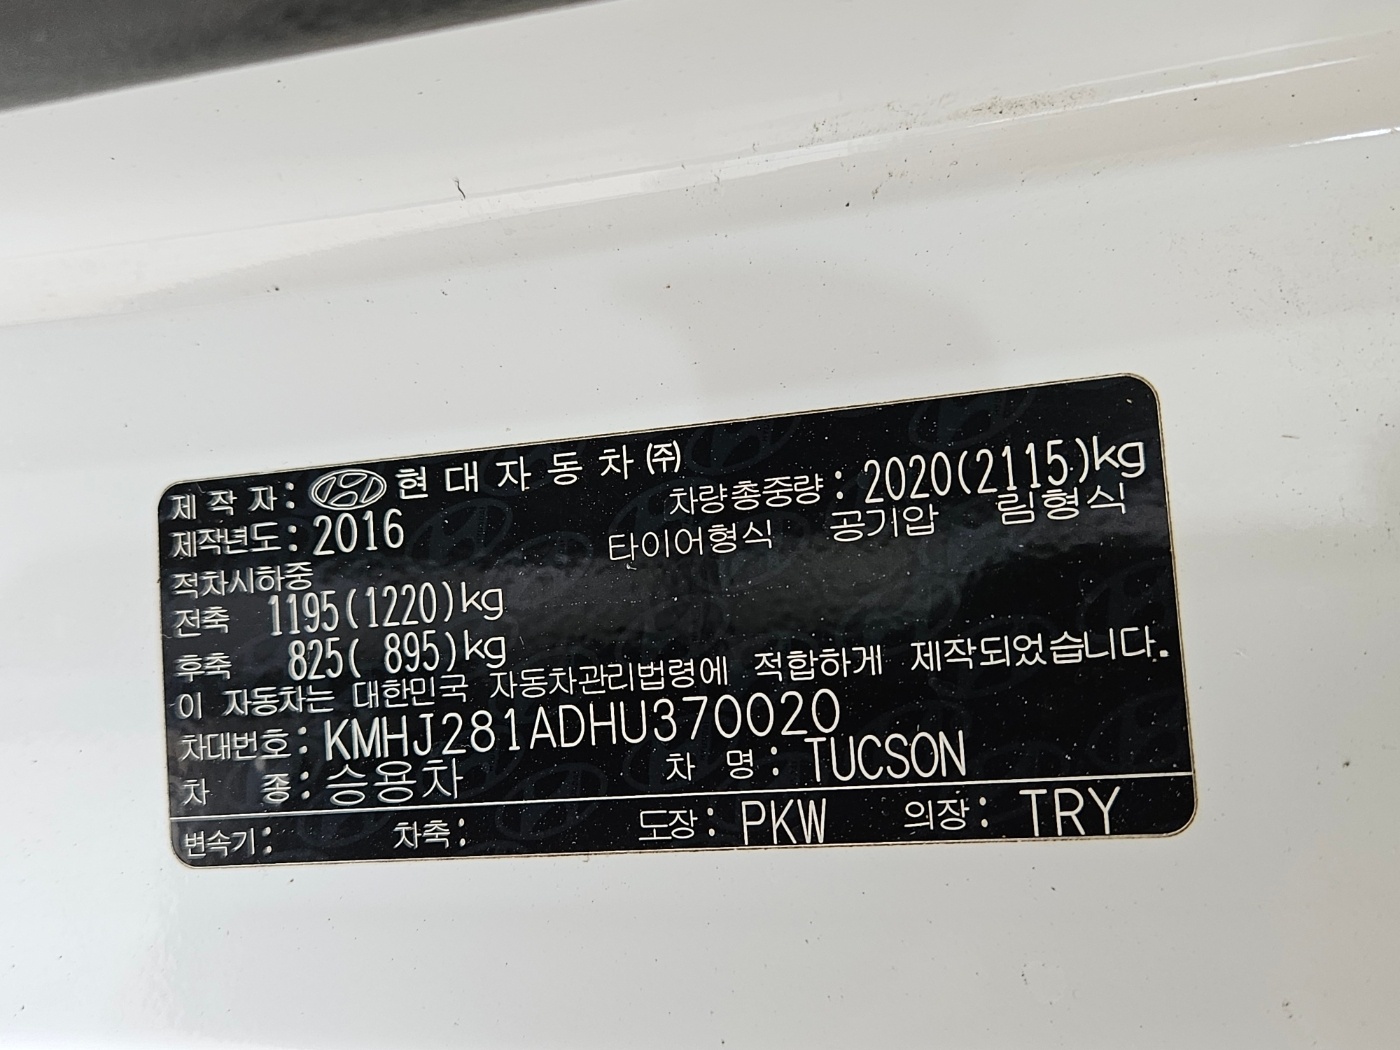 제작자: 현대자동차㈜
제작년도: 2016 차량총중량: 2020(2115)kg
적차시하중 타이어형식 공기압 림형식
전축 1195(1220)kg
후축 825( 895)kg
이 자동차는 대한민국 자동차관리법령에 적합하게 제작되었습니다.
차대번호: KMHJ281ADHU370020
차 종: 승용차 차 명: TUCSON
변속기: 차축: 도장: PKW 의장: TRY